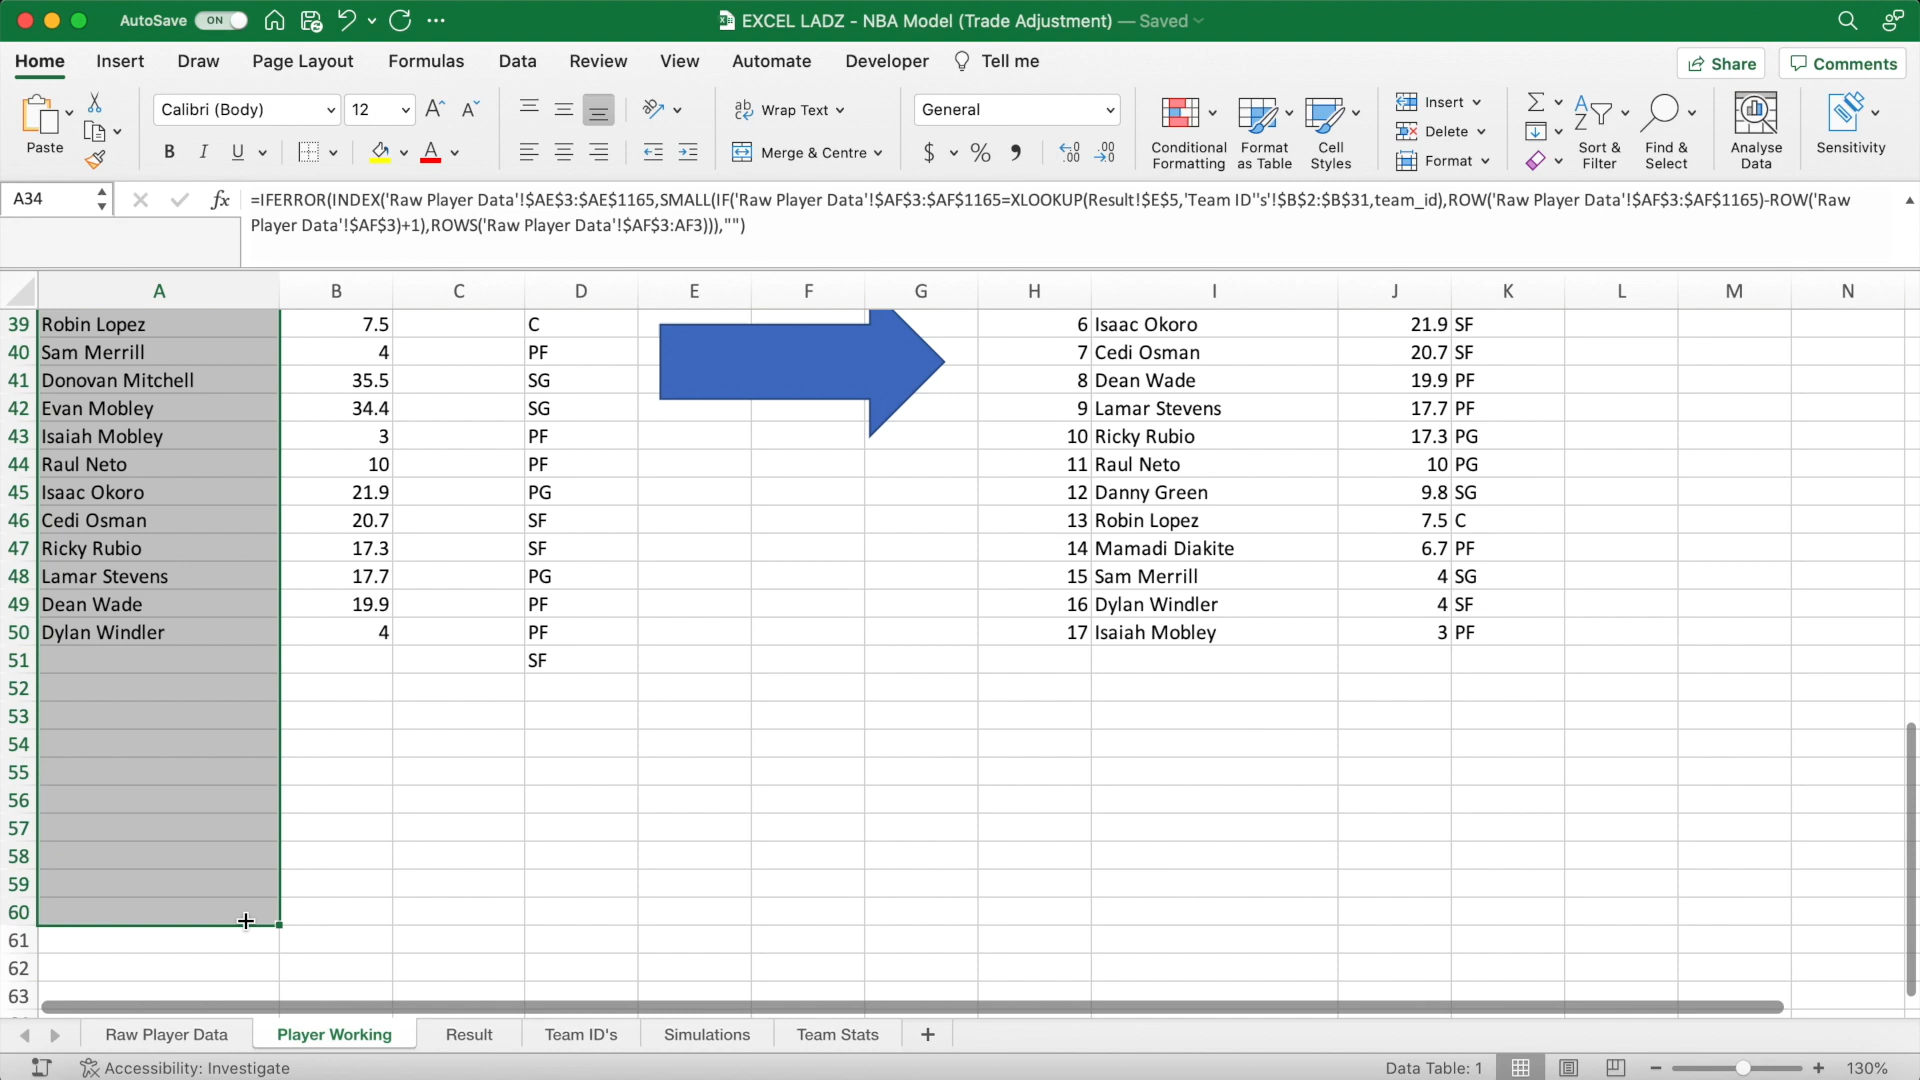 AutoSave ON EXCEL LADZ - NBA Model (Trade Adjustment) — Saved
Home Insert Draw Page Layout Formulas Data Review View Automate Developer Tell me Share Comments
Paste Calibri (Body) 12 A A ab Wrap Text General Conditional Formatting Format as Table Cell Styles Insert Σ A Z Sort & Filter Find & Select Analyse Data Sensitivity
Delete
B I U A Merge & Centre $ % , .00 .00 Format
A34 fx =IFERROR(INDEX('Raw Player Data'!$AE$3:$AE$1165,SMALL(IF('Raw Player Data'!$AF$3:$AF$1165=XLOOKUP(Result!$E$5,'Team ID''s'!$B$2:$B$31,team_id),ROW('Raw Player Data'!$AF$3:$AF$1165)-ROW('Raw
Player Data'!$AF$3)+1),ROWS('Raw Player Data'!$AF$3:AF3))),"")
A B C D E F G H I J K L M N
39 Robin Lopez 7.5 C 6 Isaac Okoro 21.9 SF
40 Sam Merrill 4 PF 7 Cedi Osman 20.7 SF
41 Donovan Mitchell 35.5 SG 8 Dean Wade 19.9 PF
42 Evan Mobley 34.4 SG 9 Lamar Stevens 17.7 PF
43 Isaiah Mobley 3 PF 10 Ricky Rubio 17.3 PG
44 Raul Neto 10 PF 11 Raul Neto 10 PG
45 Isaac Okoro 21.9 PG 12 Danny Green 9.8 SG
46 Cedi Osman 20.7 SF 13 Robin Lopez 7.5 C
47 Ricky Rubio 17.3 SF 14 Mamadi Diakite 6.7 PF
48 Lamar Stevens 17.7 PG 15 Sam Merrill 4 SG
49 Dean Wade 19.9 PF 16 Dylan Windler 4 SF
50 Dylan Windler 4 PF 17 Isaiah Mobley 3 PF
51 SF
52
53
54
55
56
57
58
59
60
61
62
63
Raw Player Data Player Working Result Team ID's Simulations Team Stats +
Accessibility: Investigate Data Table: 1 130%